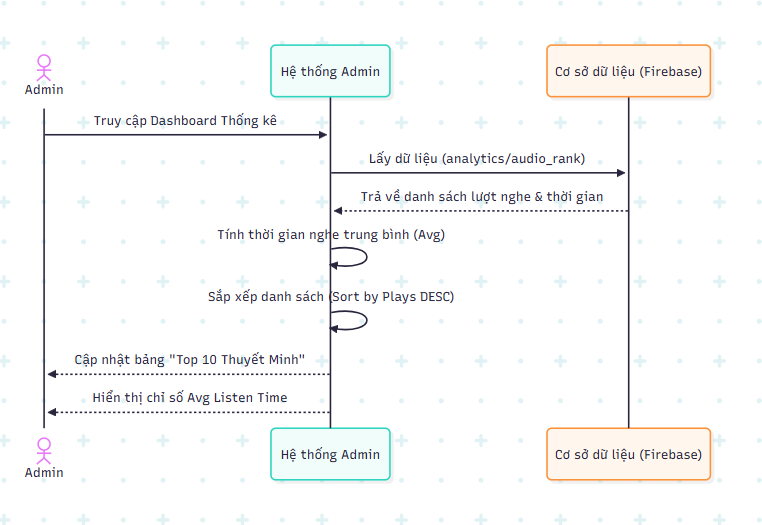 Admin
Hệ thống Admin
Cơ sở dữ liệu (Firebase)
Truy cập Dashboard Thống kê
Lấy dữ liệu (analytics/audio_rank)
Trả về danh sách lượt nghe & thời gian
Tính thời gian nghe trung bình (Avg)
Sắp xếp danh sách (Sort by Plays DESC)
Cập nhật bảng "Top 10 Thuyết Minh"
Hiển thị chỉ số Avg Listen Time
Admin
Hệ thống Admin
Cơ sở dữ liệu (Firebase)